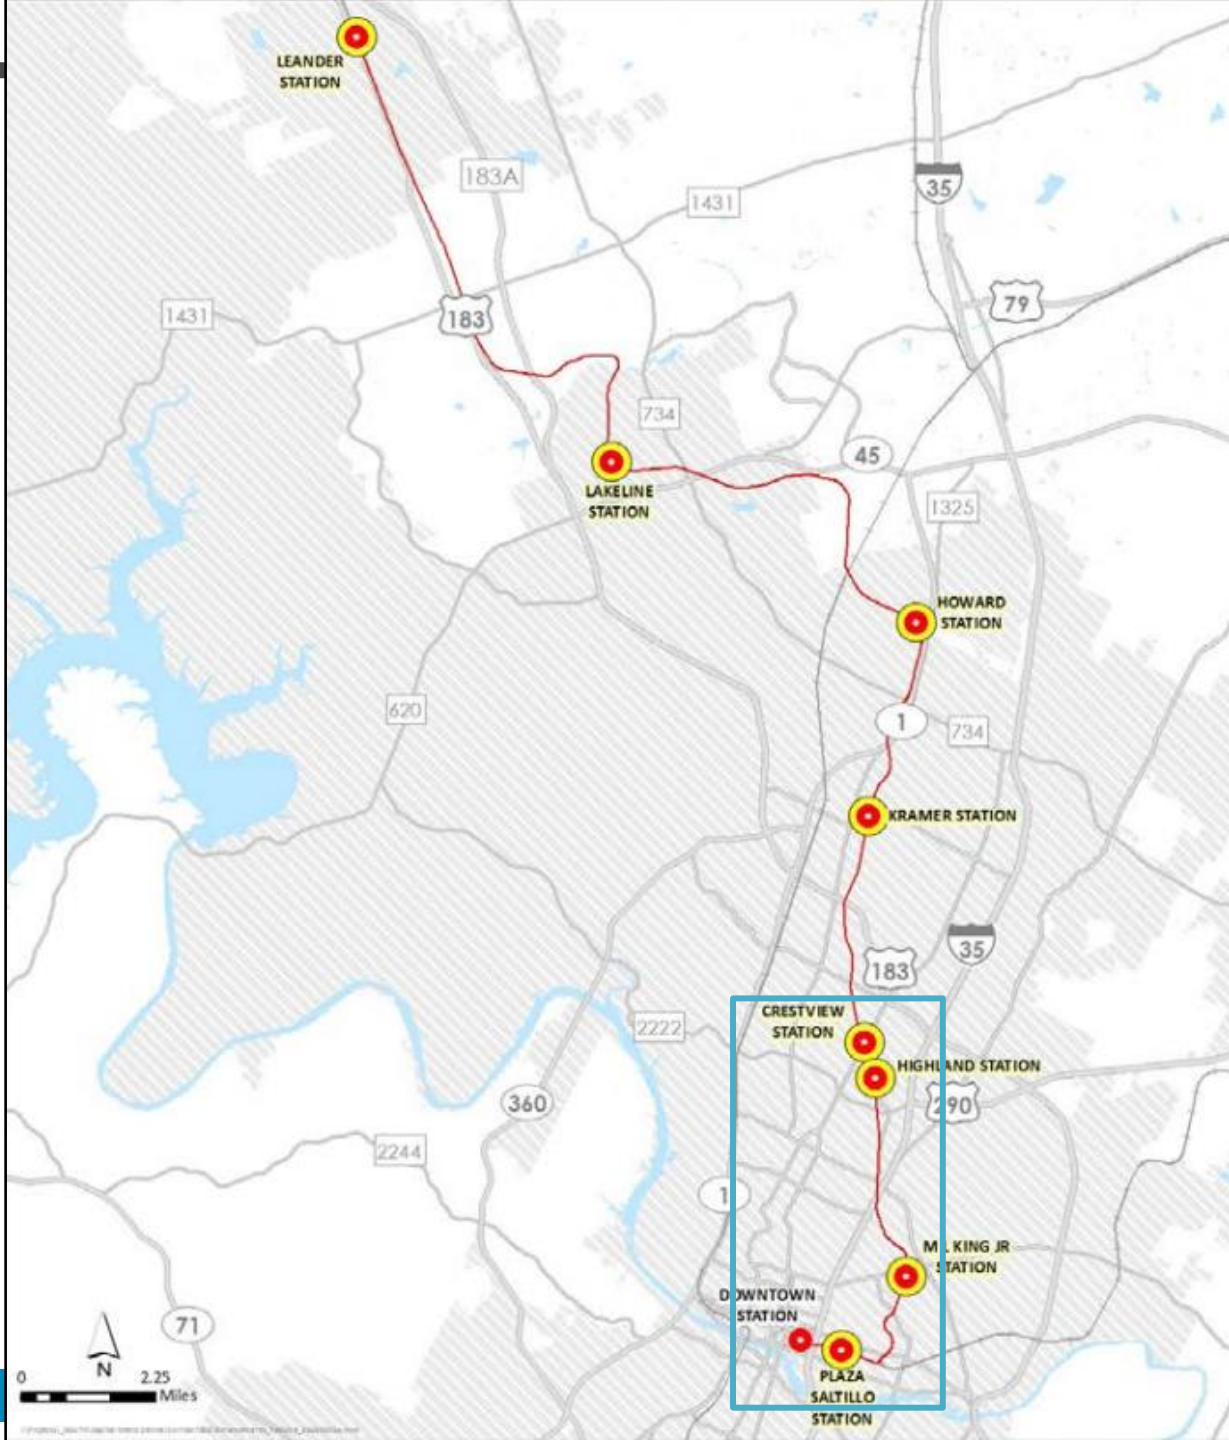 LEANDER
STATION
183A
1431
35
79
1431
183
734
45
LAKELINE
STATION
1325
HOWARD
STATION
620
1
734
KRAMER STATION
35
183
CRESTVIEW
STATION
2222
HIGHLAND STATION
290
360
2244
1
ML KING JR
STATION
DOWNTOWN
STATION
71
N
0 2.25
Miles
PLAZA
SALTILLO
STATION